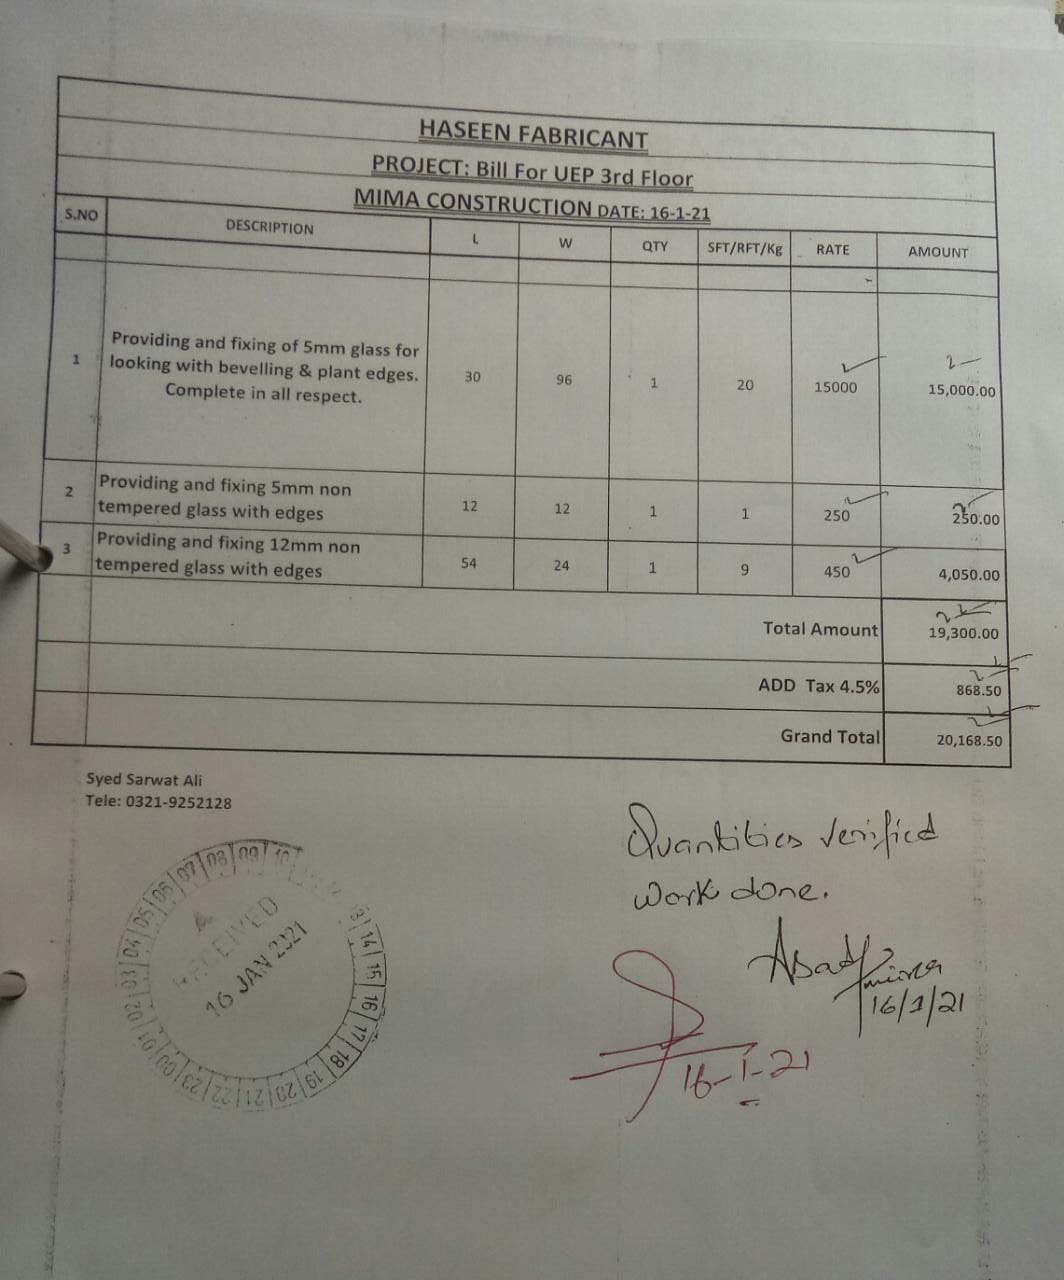 HASEEN FABRICANT
PROJECT: Bill For UEP 3rd Floor
MIMA CONSTRUCTION DATE: 16-1-21
S.NO DESCRIPTION L W QTY SFT/RFT/Kg RATE AMOUNT
1 Providing and fixing of 5mm glass for looking with bevelling & plant edges. Complete in all respect. 30 96 1 20 15000 15,000.00
2 Providing and fixing 5mm non tempered glass with edges 12 12 1 1 250 250.00
3 Providing and fixing 12mm non tempered glass with edges 54 24 1 9 450 4,050.00
Total Amount 19,300.00
ADD Tax 4.5% 868.50
Grand Total 20,168.50
Syed Sarwat Ali
Tele: 0321-9252128
Quantities verified
work done.
Asad
16/1/21
16-1-21
RECEIVED
16 JAN 2021
00 01 02 03 04 05 06 07 08 09 10 13 14 15 16 17 18 19 20 21 22 23